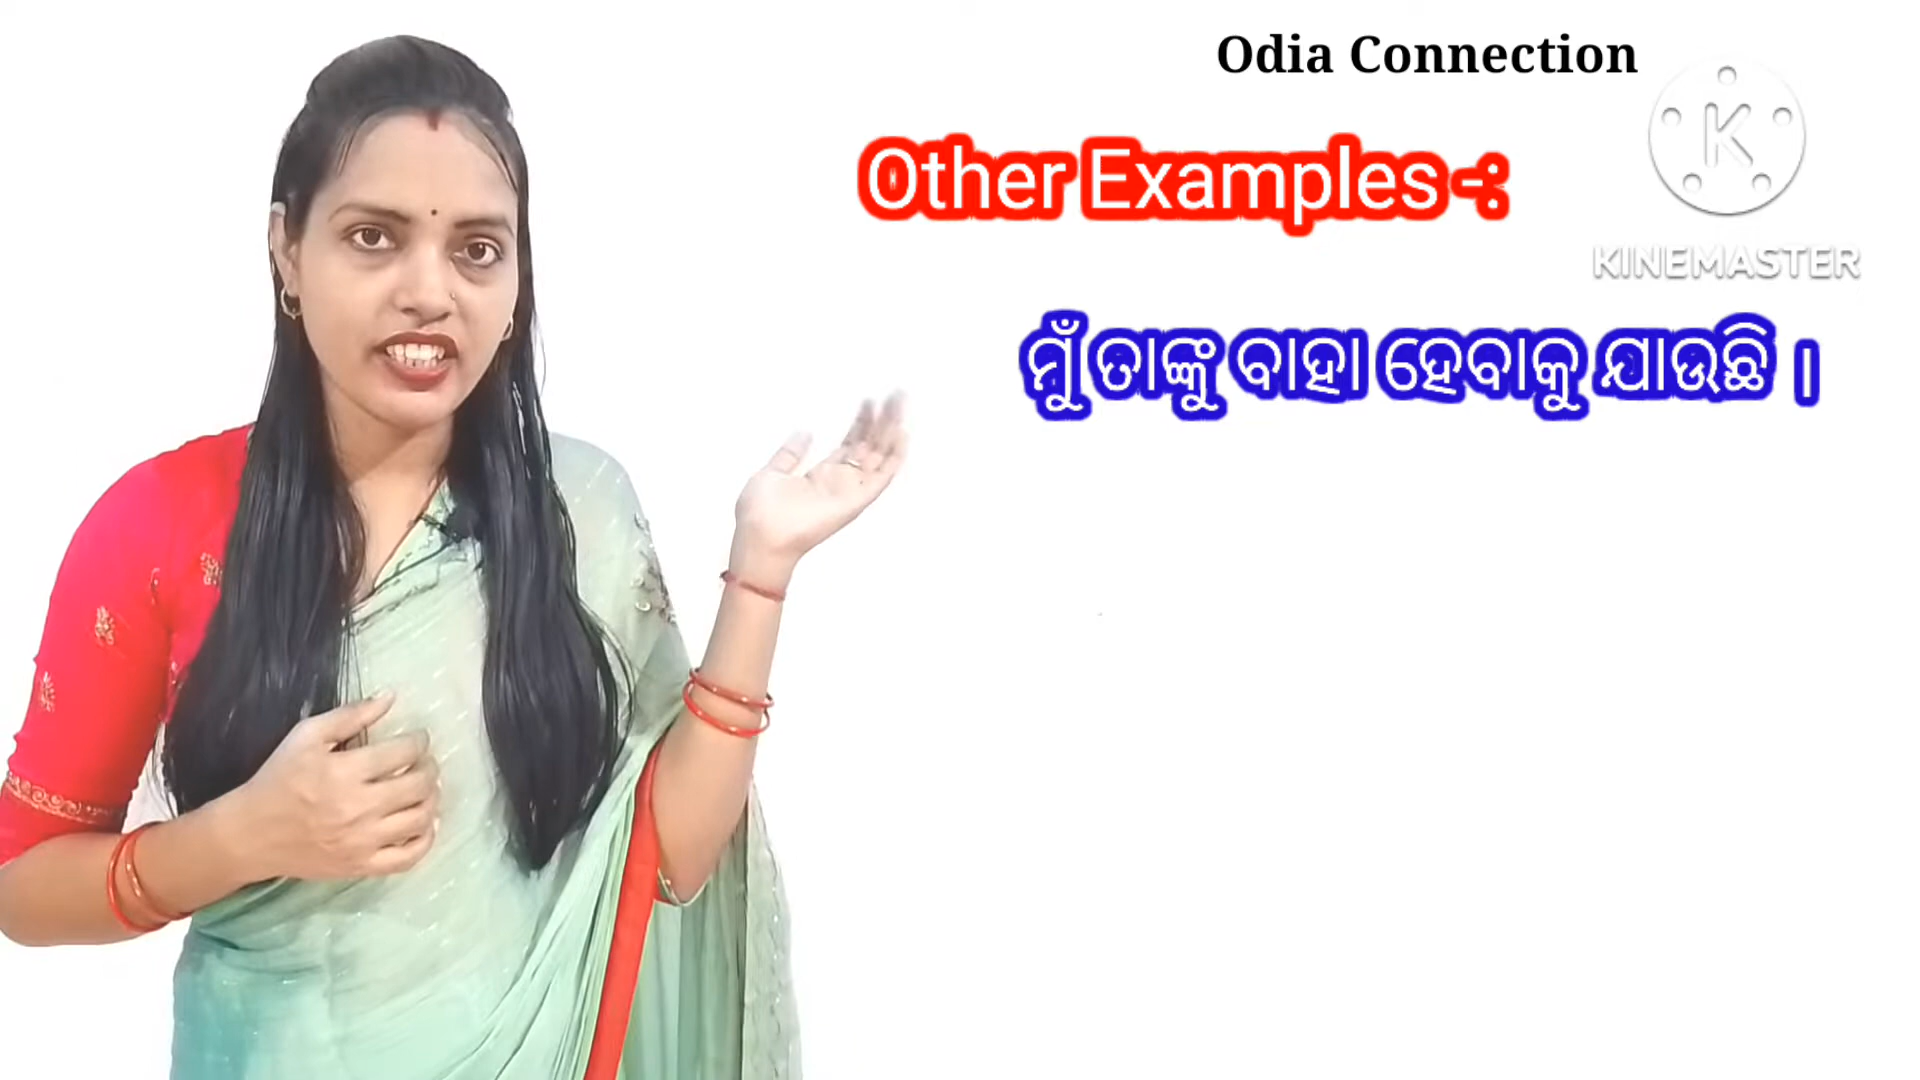 Odia Connection
Other Examples -:
K
KINEMASTER
ମୁଁ ତାଙ୍କୁ ବାହା ହେବାକୁ ଯାଉଛି ।